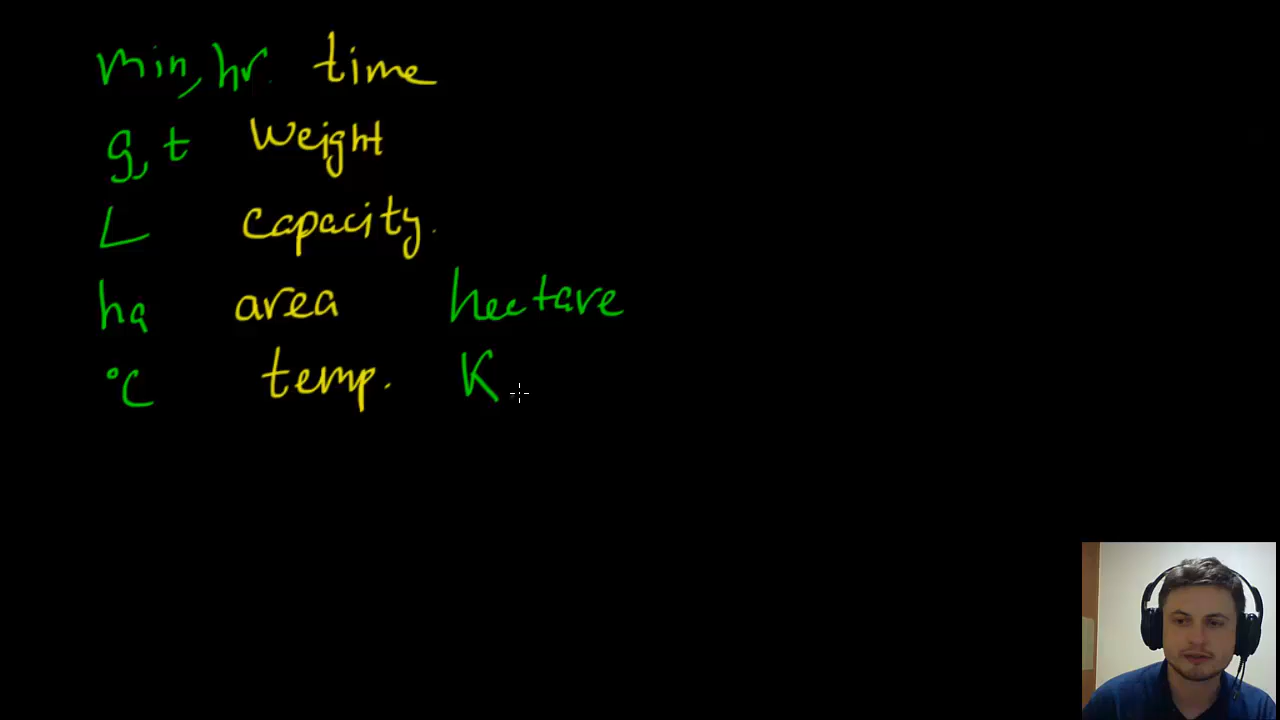 min, hr. time
g, t weight
L capacity.
ha area hectare
°C temp. K